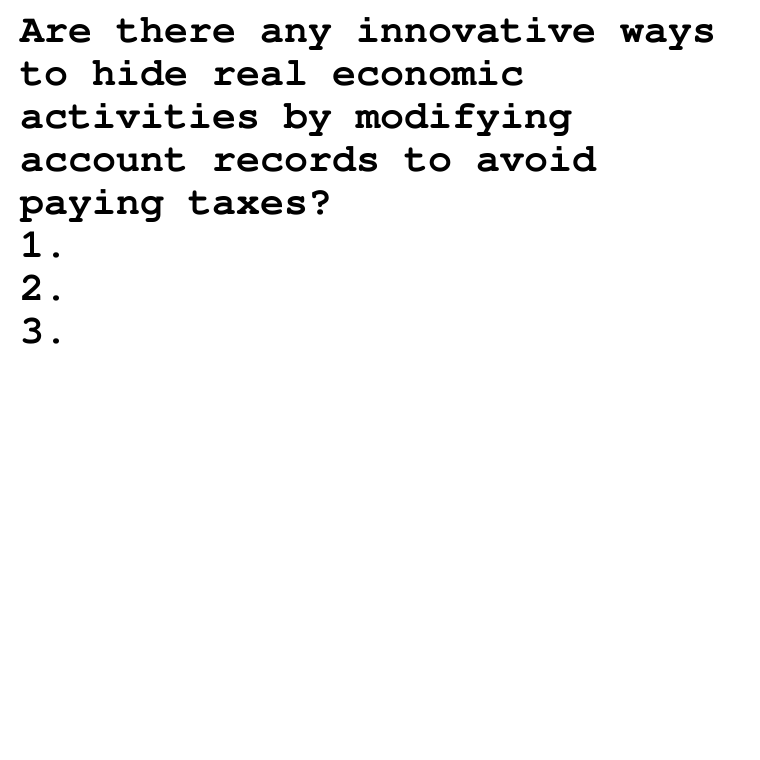 Are there any innovative ways
to hide real economic
activities by modifying
account records to avoid
paying taxes?
1.
2.
3.